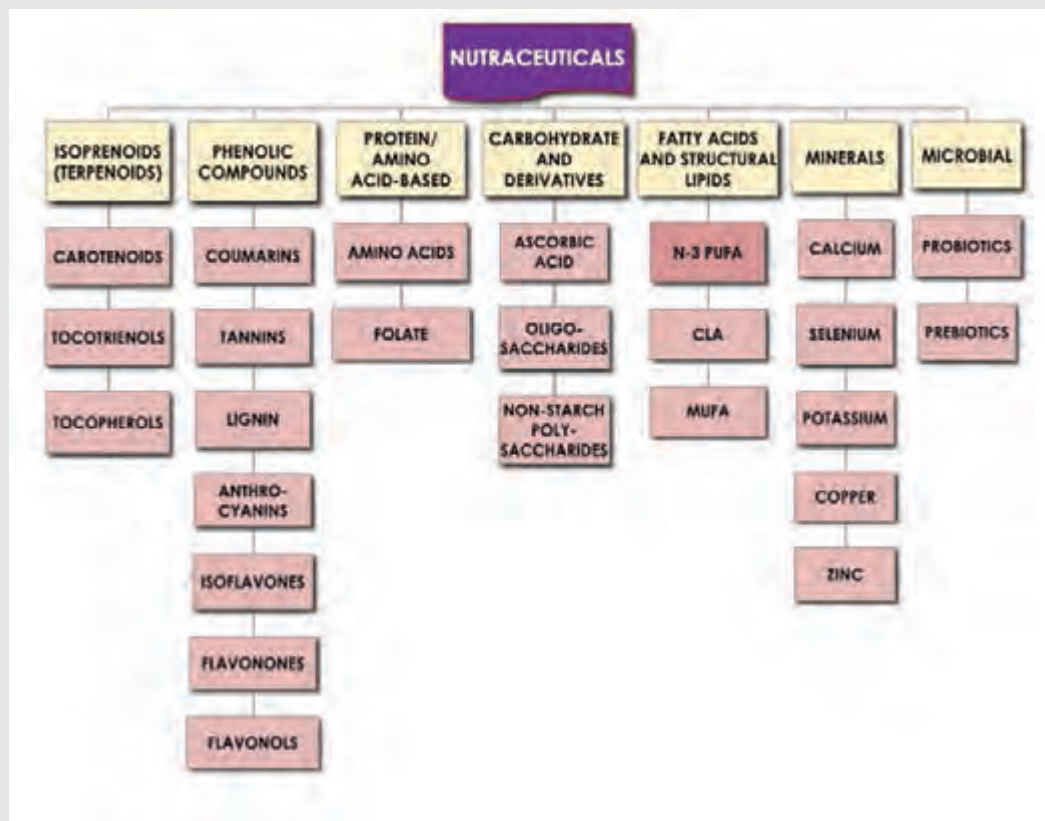 NUTRACEUTICALS
ISOPRENOIDS
(TERPENOIDS)
PHENOLIC
COMPOUNDS
PROTEIN/
AMINO
ACID-BASED
CARBOHYDRATE
AND
DERIVATIVES
FATTY ACIDS
AND STRUCTURAL
LIPIDS
MINERALS
MICROBIAL
CAROTENOIDS
TOCOTRIENOLS
TOCOPHEROLS
COUMARINS
TANNINS
LIGNIN
ANTHRO-
CYANINS
ISOFLAVONES
FLAVONONES
FLAVONOLS
AMINO ACIDS
FOLATE
ASCORBIC
ACID
OLIGO-
SACCHARIDES
NON-STARCH
POLY-
SACCHARIDES
N-3 PUFA
CLA
MUFA
CALCIUM
SELENIUM
POTASSIUM
COPPER
ZINC
PROBIOTICS
PREBIOTICS